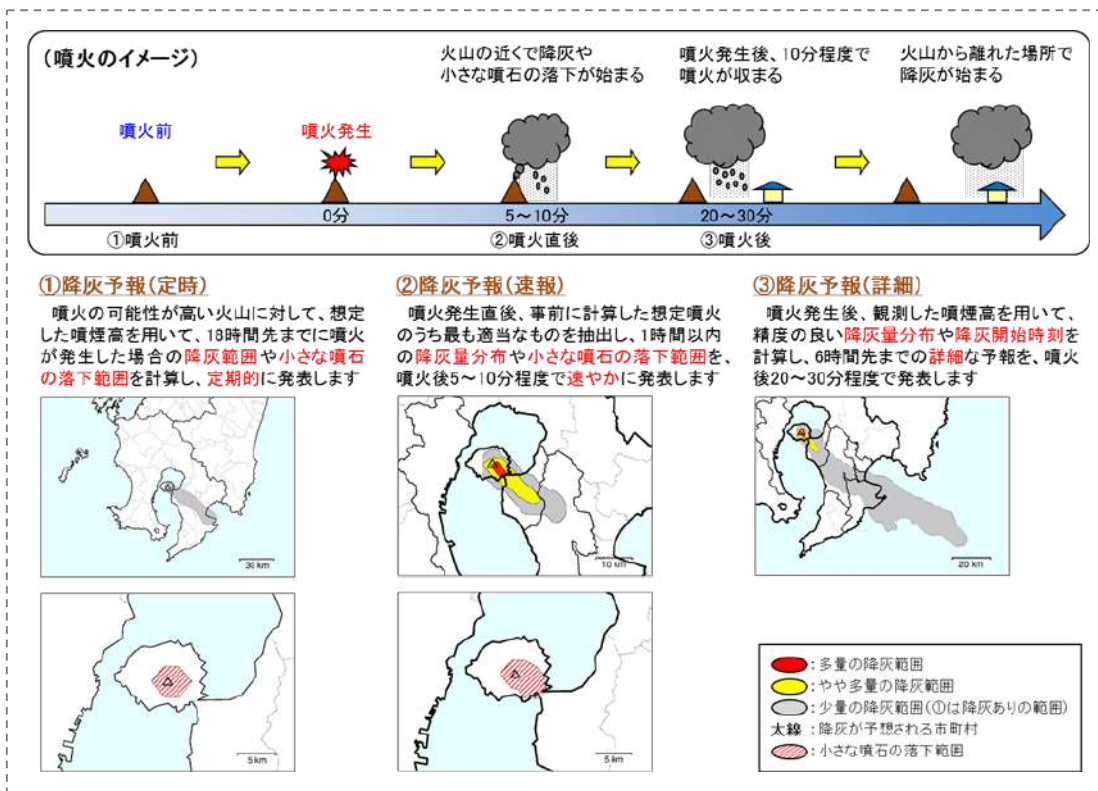 (噴火のイメージ)
火山の近くで降灰や
小さな噴石の落下が始まる
噴火発生後、10分程度で
噴火が収まる
火山から離れた場所で
降灰が始まる
噴火前
噴火発生
0分
5～10分
20～30分
①噴火前
②噴火直後
③噴火後
①降灰予報(定時)
噴火の可能性が高い火山に対して、想定
した噴煙高を用いて、18時間先までに噴火
が発生した場合の降灰範囲や小さな噴石
の落下範囲を計算し、定期的に発表します
30 km
5 km
②降灰予報(速報)
噴火発生直後、事前に計算した想定噴火
のうち最も適当なものを抽出し、1時間以内
の降灰量分布や小さな噴石の落下範囲を、
噴火後5～10分程度で速やかに発表します
10 km
5 km
③降灰予報(詳細)
噴火発生後、観測した噴煙高を用いて、
精度の良い降灰量分布や降灰開始時刻を
計算し、6時間先までの詳細な予報を、噴火
後20～30分程度で発表します
20 km
:多量の降灰範囲
:やや多量の降灰範囲
:少量の降灰範囲(①は降灰ありの範囲)
太線:降灰が予想される市町村
:小さな噴石の落下範囲